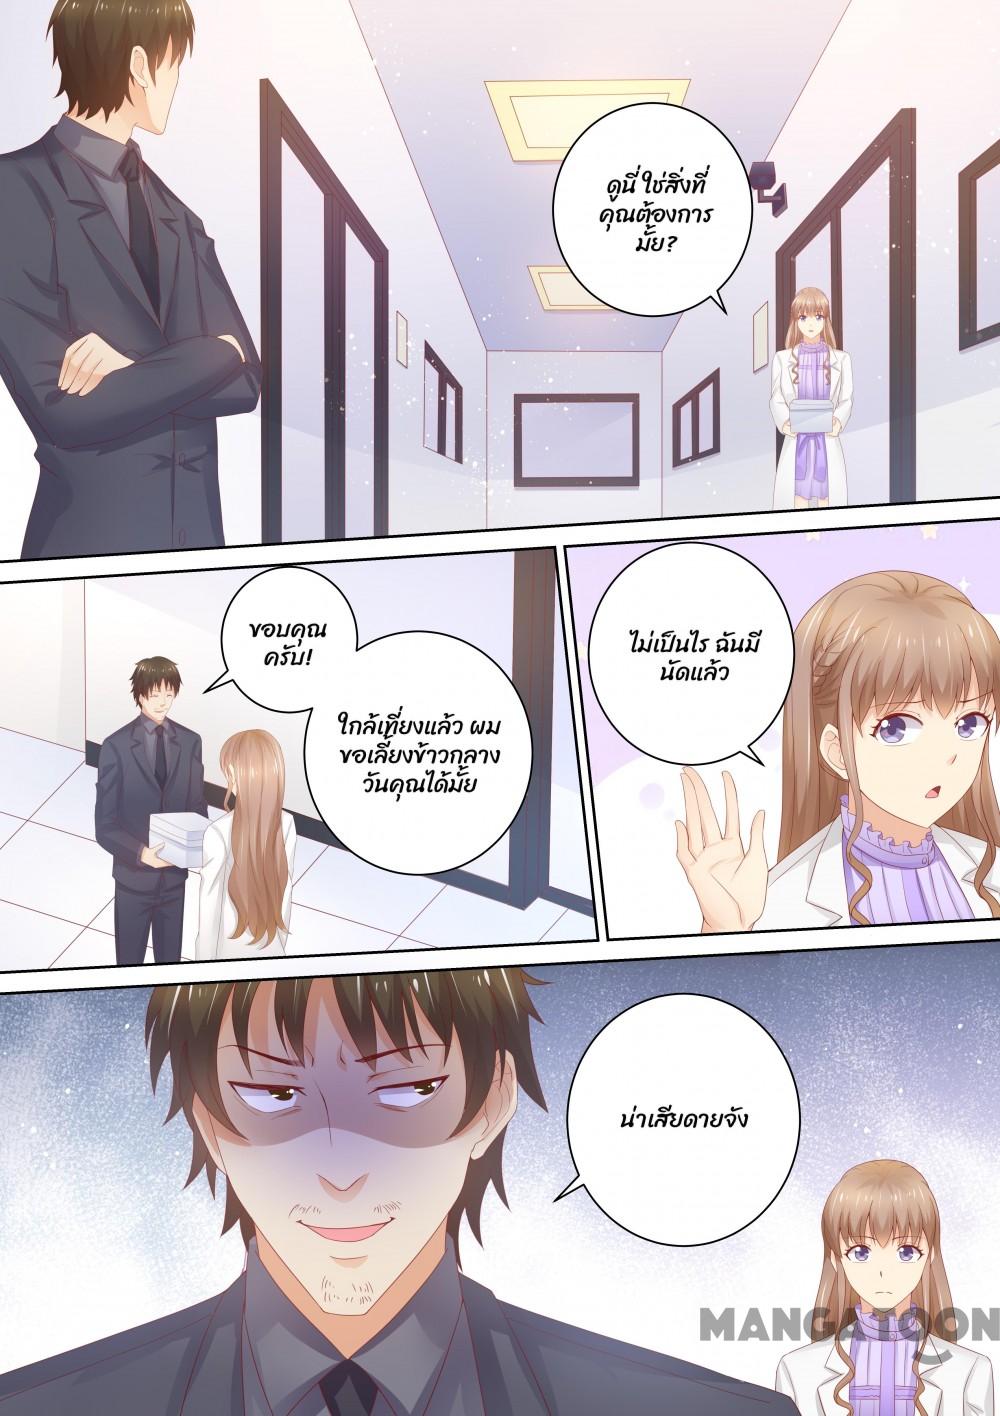 ดูนี่ ใช่สิ่งที่
คุณต้องการ
มั้ย?
ขอบคุณ
ครับ!
ใกล้เที่ยงแล้ว ผม
ขอเลี้ยงข้าวกลาง
วันคุณได้มั้ย
ไม่เป็นไร ฉันมี
นัดแล้ว
น่าเสียดายจัง
MANGATOON